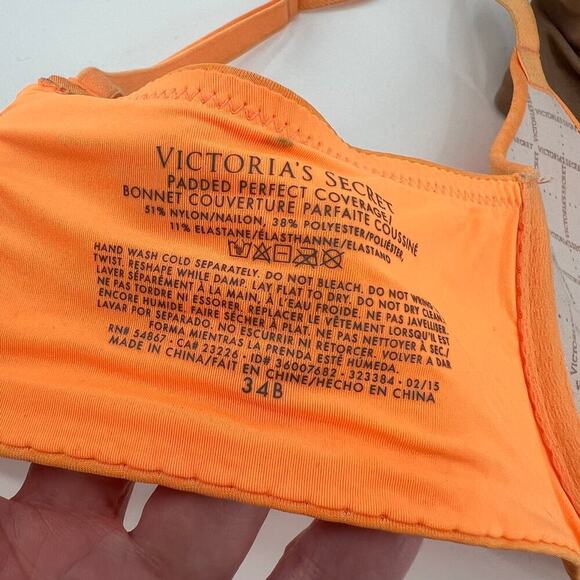 VICTORIA'S SECRET
PADDED PERFECT COVERAGE/
BONNET COUVERTURE PARFAITE COUSSINÉ
51% NYLON/NAILON, 38% POLYESTER/POLIÉSTER,
11% ELASTANE/ÉLASTHANNE/ELASTANO
HAND WASH COLD SEPARATELY. DO NOT BLEACH. DO NOT WRING
TWIST. RESHAPE WHILE DAMP. LAY FLAT TO DRY. DO NOT DRY CLEAN
LAVER SÉPARÉMENT À LA MAIN, À L'EAU FROIDE. NE PAS JAVELLISER
NE PAS TORDRE NI ESSORER. REPLACER LE VÊTEMENT LORSQU'IL EST
ENCORE HUMIDE. FAIRE SÉCHER À PLAT. NE PAS NETTOYER À SEC/
LAVAR POR SEPARADO. NO ESCURRIR NI RETORCER. VOLVER A DAR
FORMA MIENTRAS LA PRENDA ESTÉ HÚMEDA.
RN# 54867 • CA# 23226 • ID# 36007682 • 323384 • 02/15
MADE IN CHINA/FAIT EN CHINE/HECHO EN CHINA
34B
VICTORIA'S SECRET